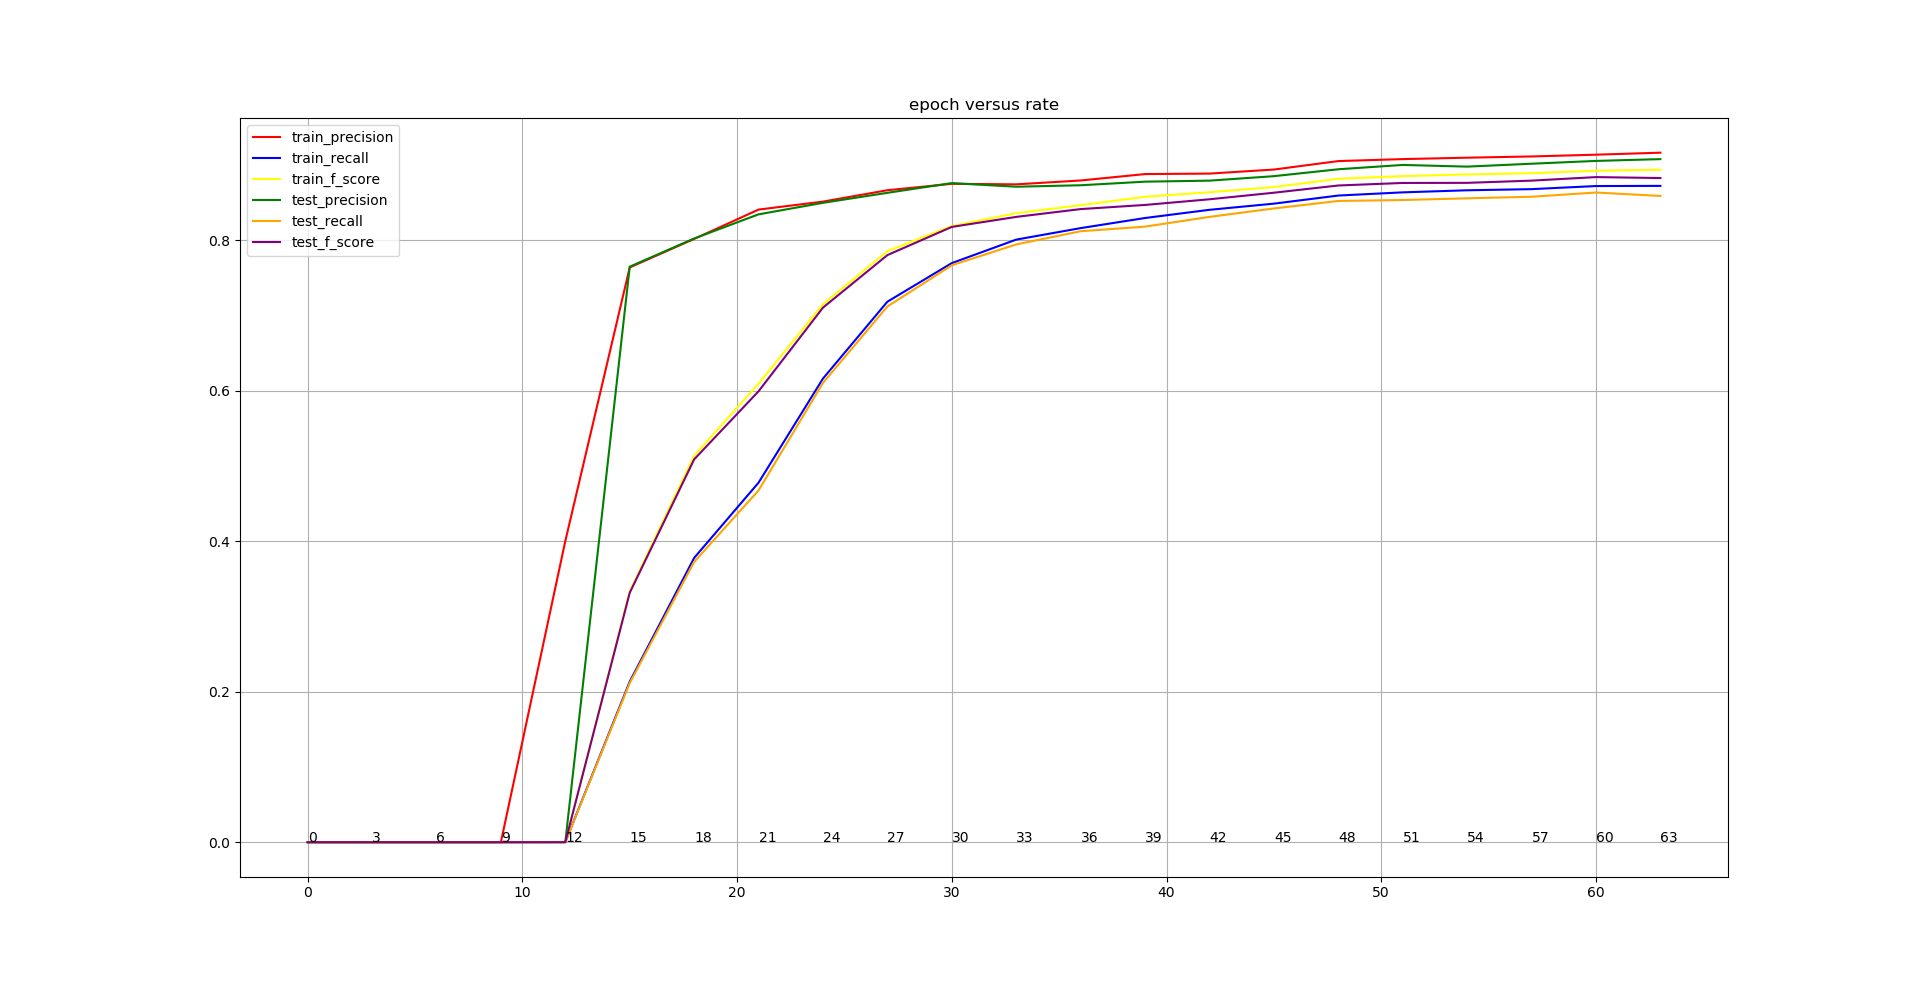 epoch versus rate
train_precision
train_recall
train_f_score
test_precision
test_recall
test_f_score
0.8
0.6
0.4
0.2
0.0
0 3 6 9 12 15 18 21 24 27 30 33 36 39 42 45 48 51 54 57 60 63
0 10 20 30 40 50 60